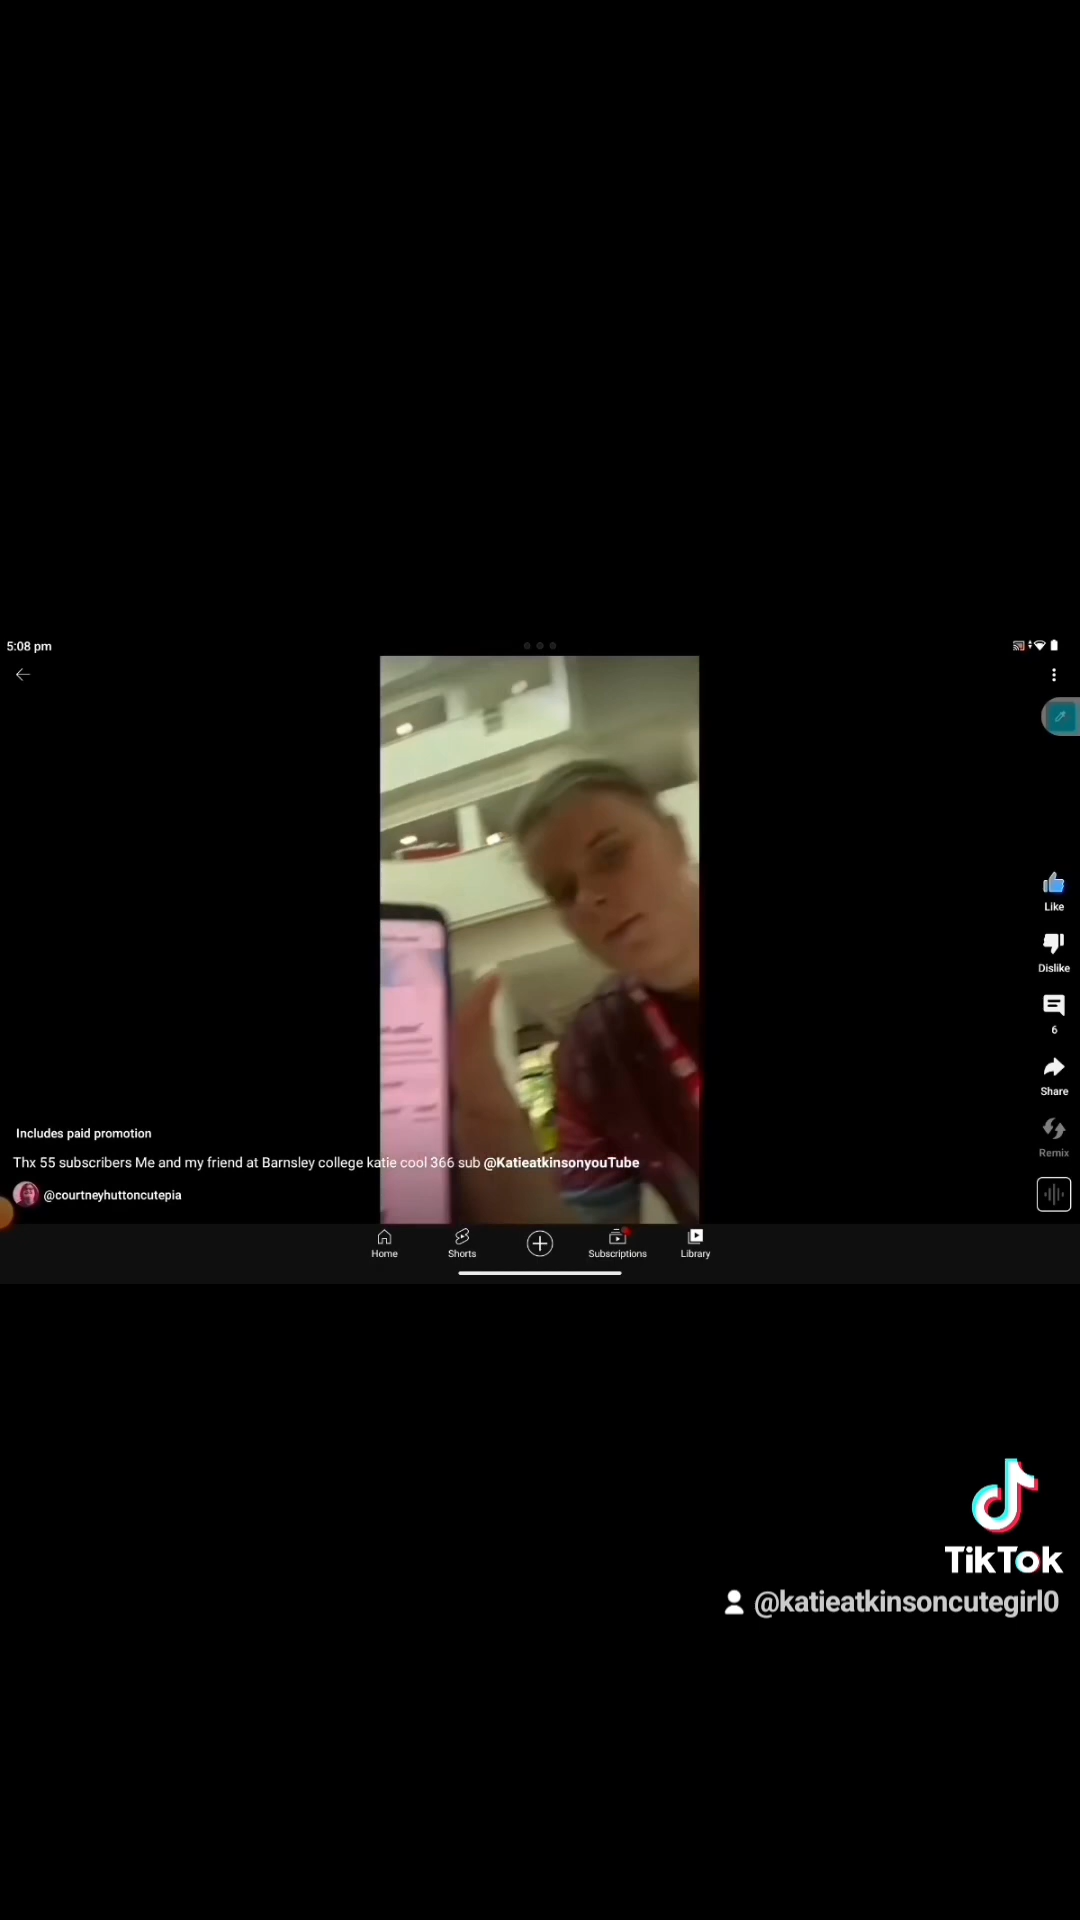 5:08 pm
Like
Dislike
6
Share
Remix
Includes paid promotion
Thx 55 subscribers Me and my friend at Barnsley college katie cool 366 sub @KatieatkinsonyouTube
@courtneyhuttoncutepia
Home
Shorts
Subscriptions
Library
TikTok
@katieatkinsoncutegirl0